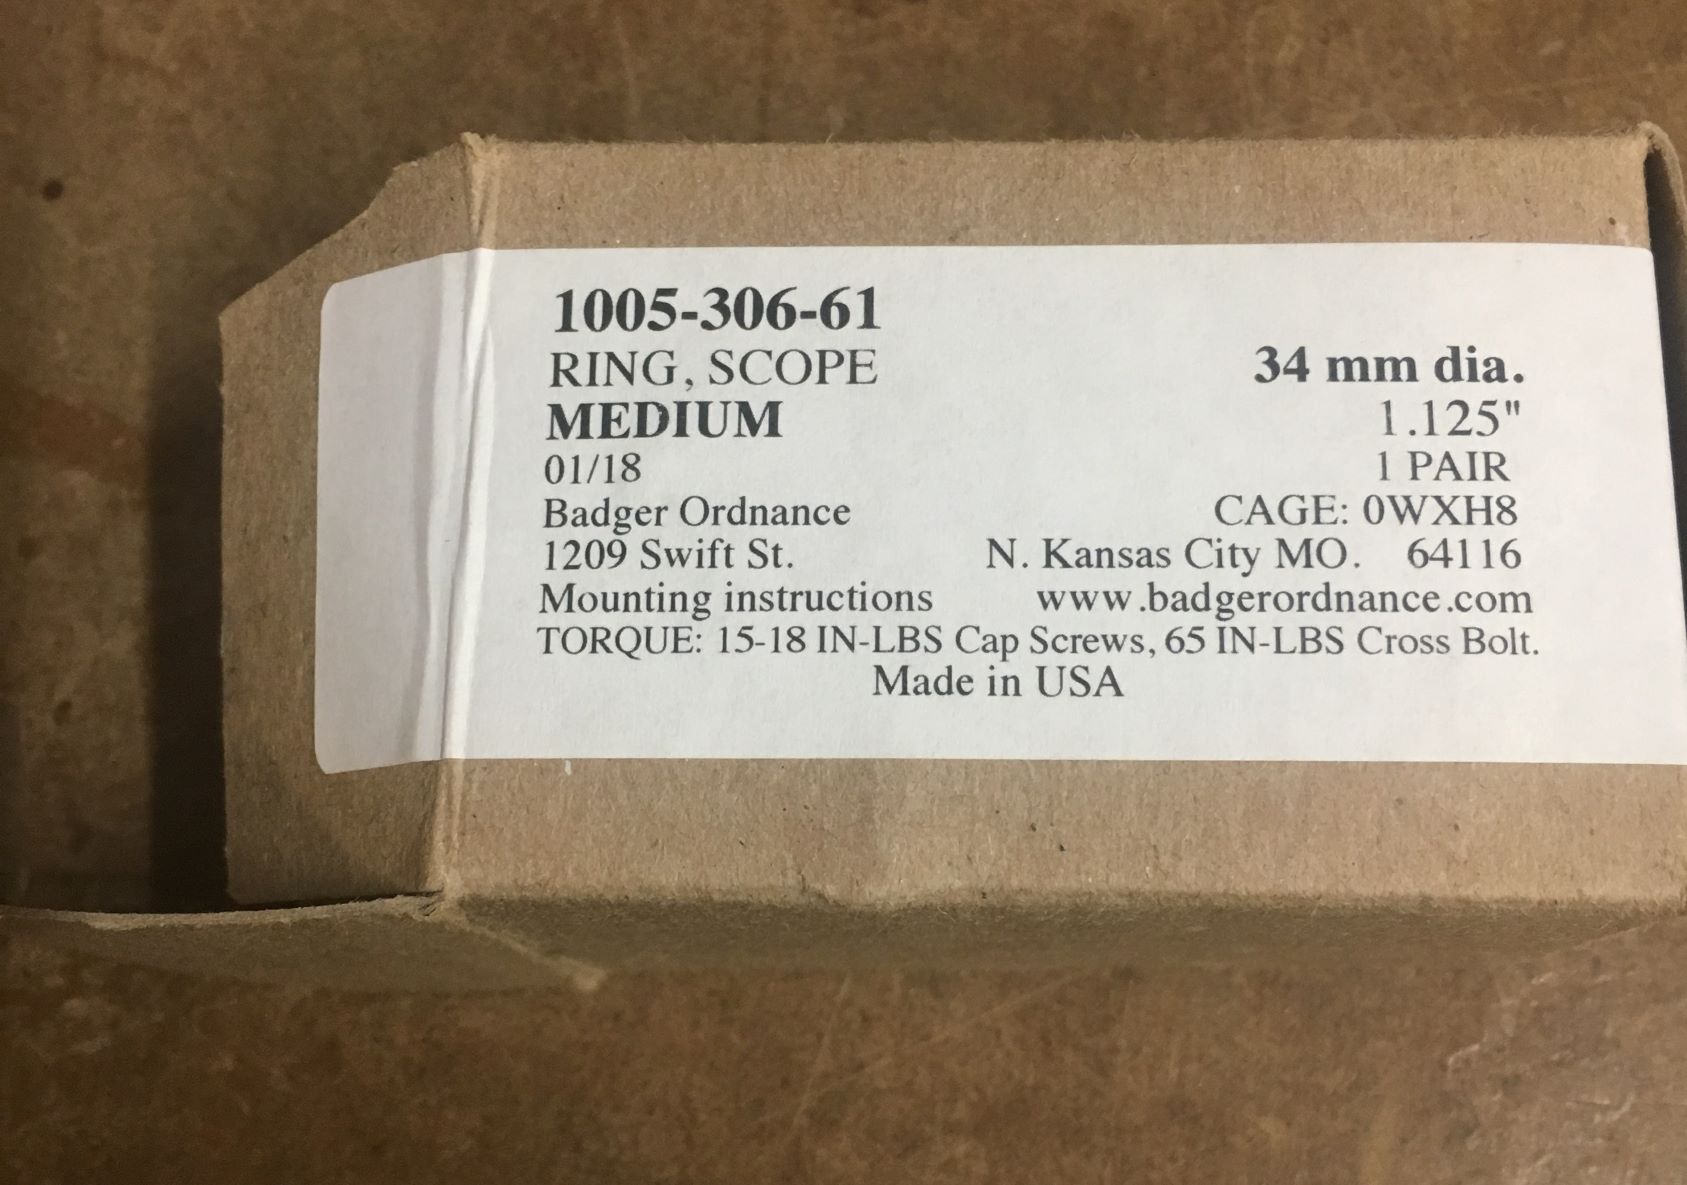 1005-306-61
RING, SCOPE 34 mm dia.
MEDIUM 1.125"
01/18 1 PAIR
Badger Ordnance CAGE: 0WXH8
1209 Swift St. N. Kansas City MO. 64116
Mounting instructions www.badgerordnance.com
TORQUE: 15-18 IN-LBS Cap Screws, 65 IN-LBS Cross Bolt.
Made in USA